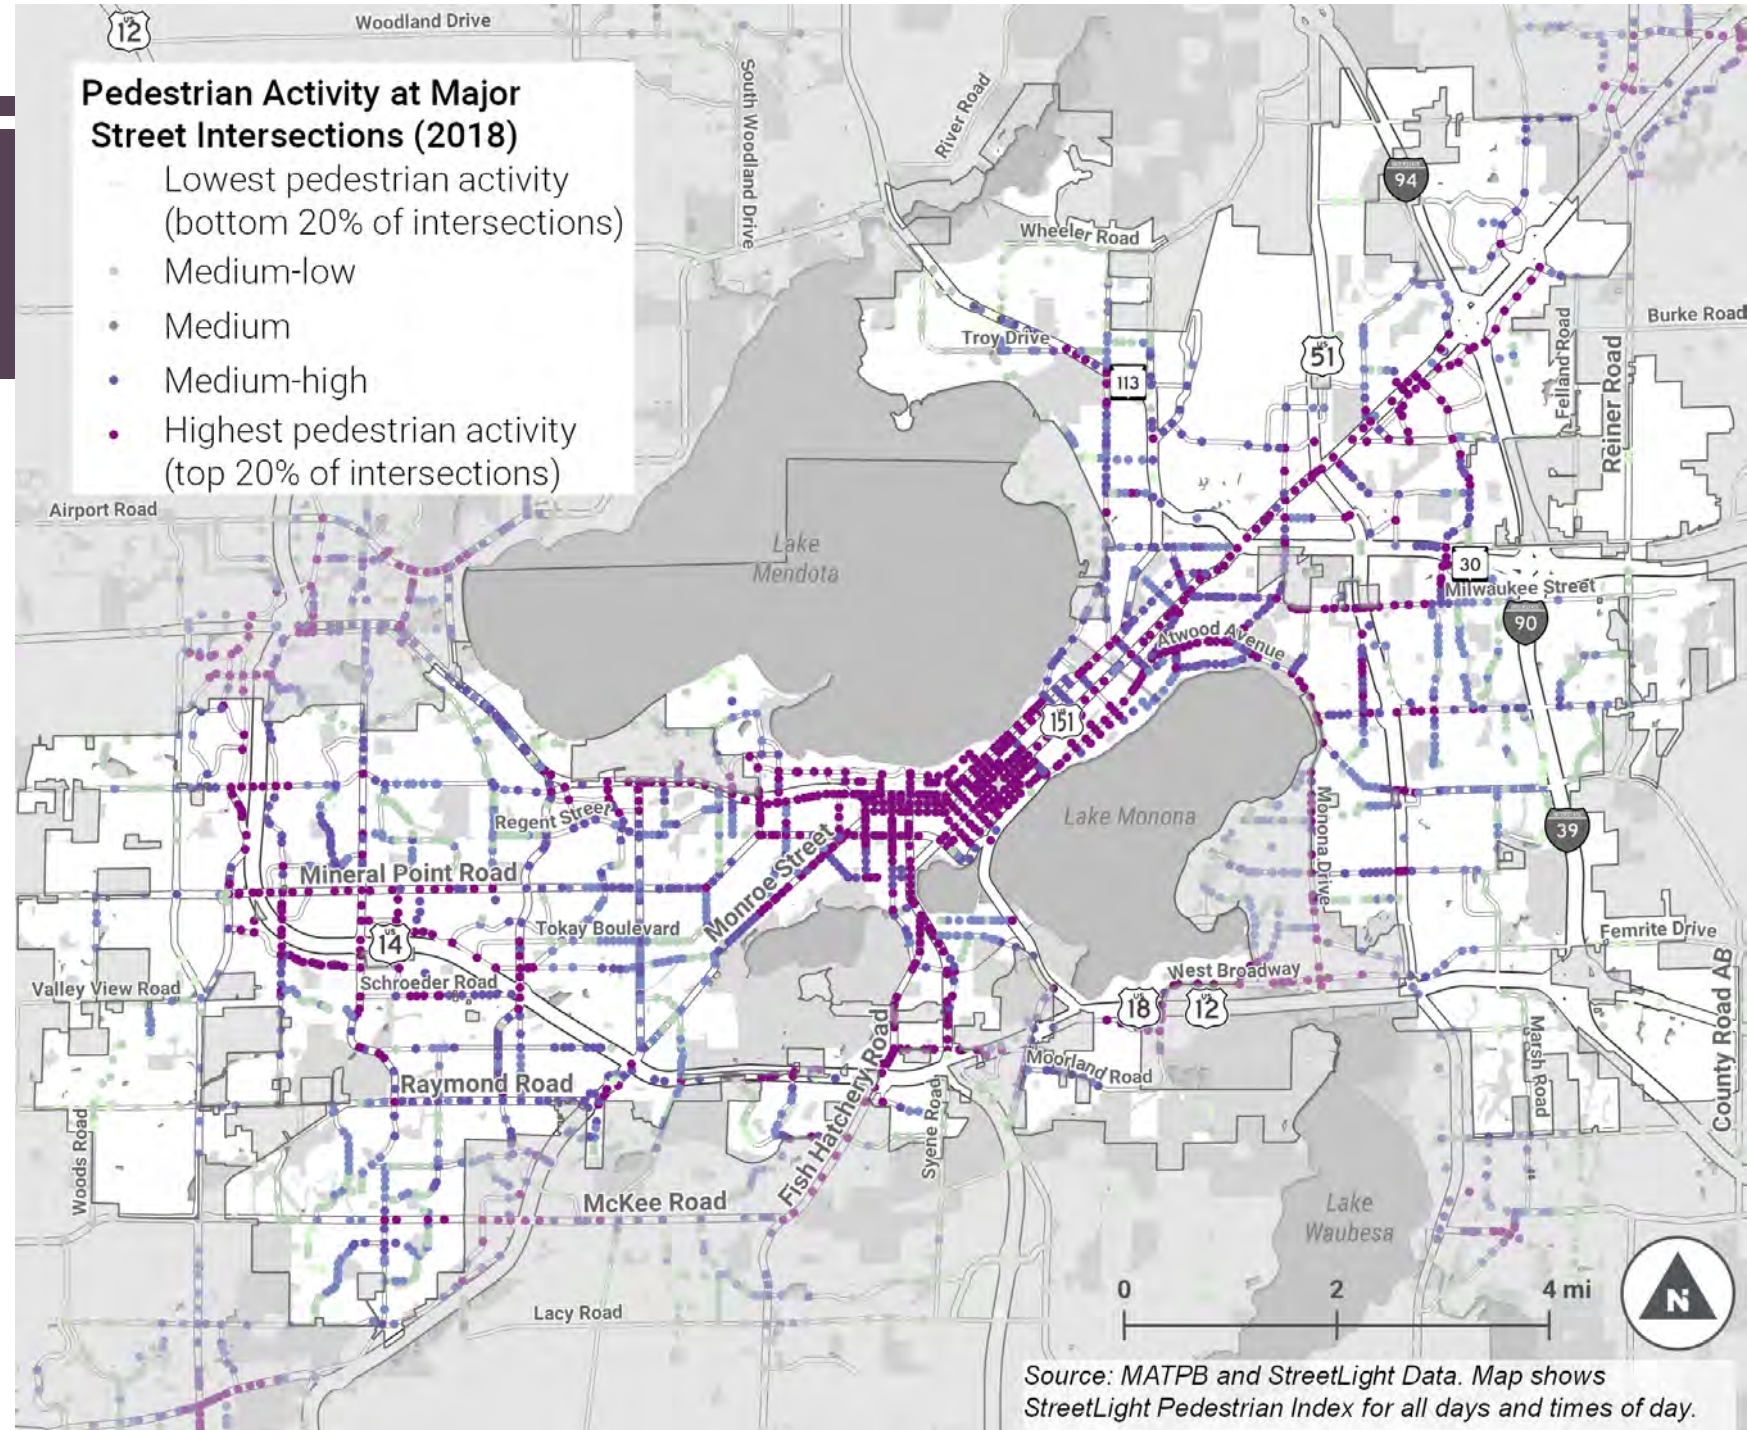 Pedestrian Activity at Major
Street Intersections (2018)
Lowest pedestrian activity
(bottom 20% of intersections)
Medium-low
Medium
Medium-high
Highest pedestrian activity
(top 20% of intersections)
US
12
Woodland Drive
South Woodland Drive
River Road
Wheeler Road
94
Troy Drive
113
US
51
Felland Road
Reiner Road
Burke Road
Airport Road
Lake
Mendota
30
Milwaukee Street
90
Atwood Avenue
US
151
Regent Street
Lake Monona
Monona Drive
39
Mineral Point Road
Monroe Street
US
14
Tokay Boulevard
Femrite Drive
Valley View Road
Schroeder Road
West Broadway
US
18
US
12
Fish Hatchery Road
Moorland Road
Marsh Road
County Road AB
Raymond Road
Syene Road
Woods Road
McKee Road
Lake
Waubesa
Lacy Road
0 2 4 mi
N
Source: MATPB and StreetLight Data. Map shows
StreetLight Pedestrian Index for all days and times of day.